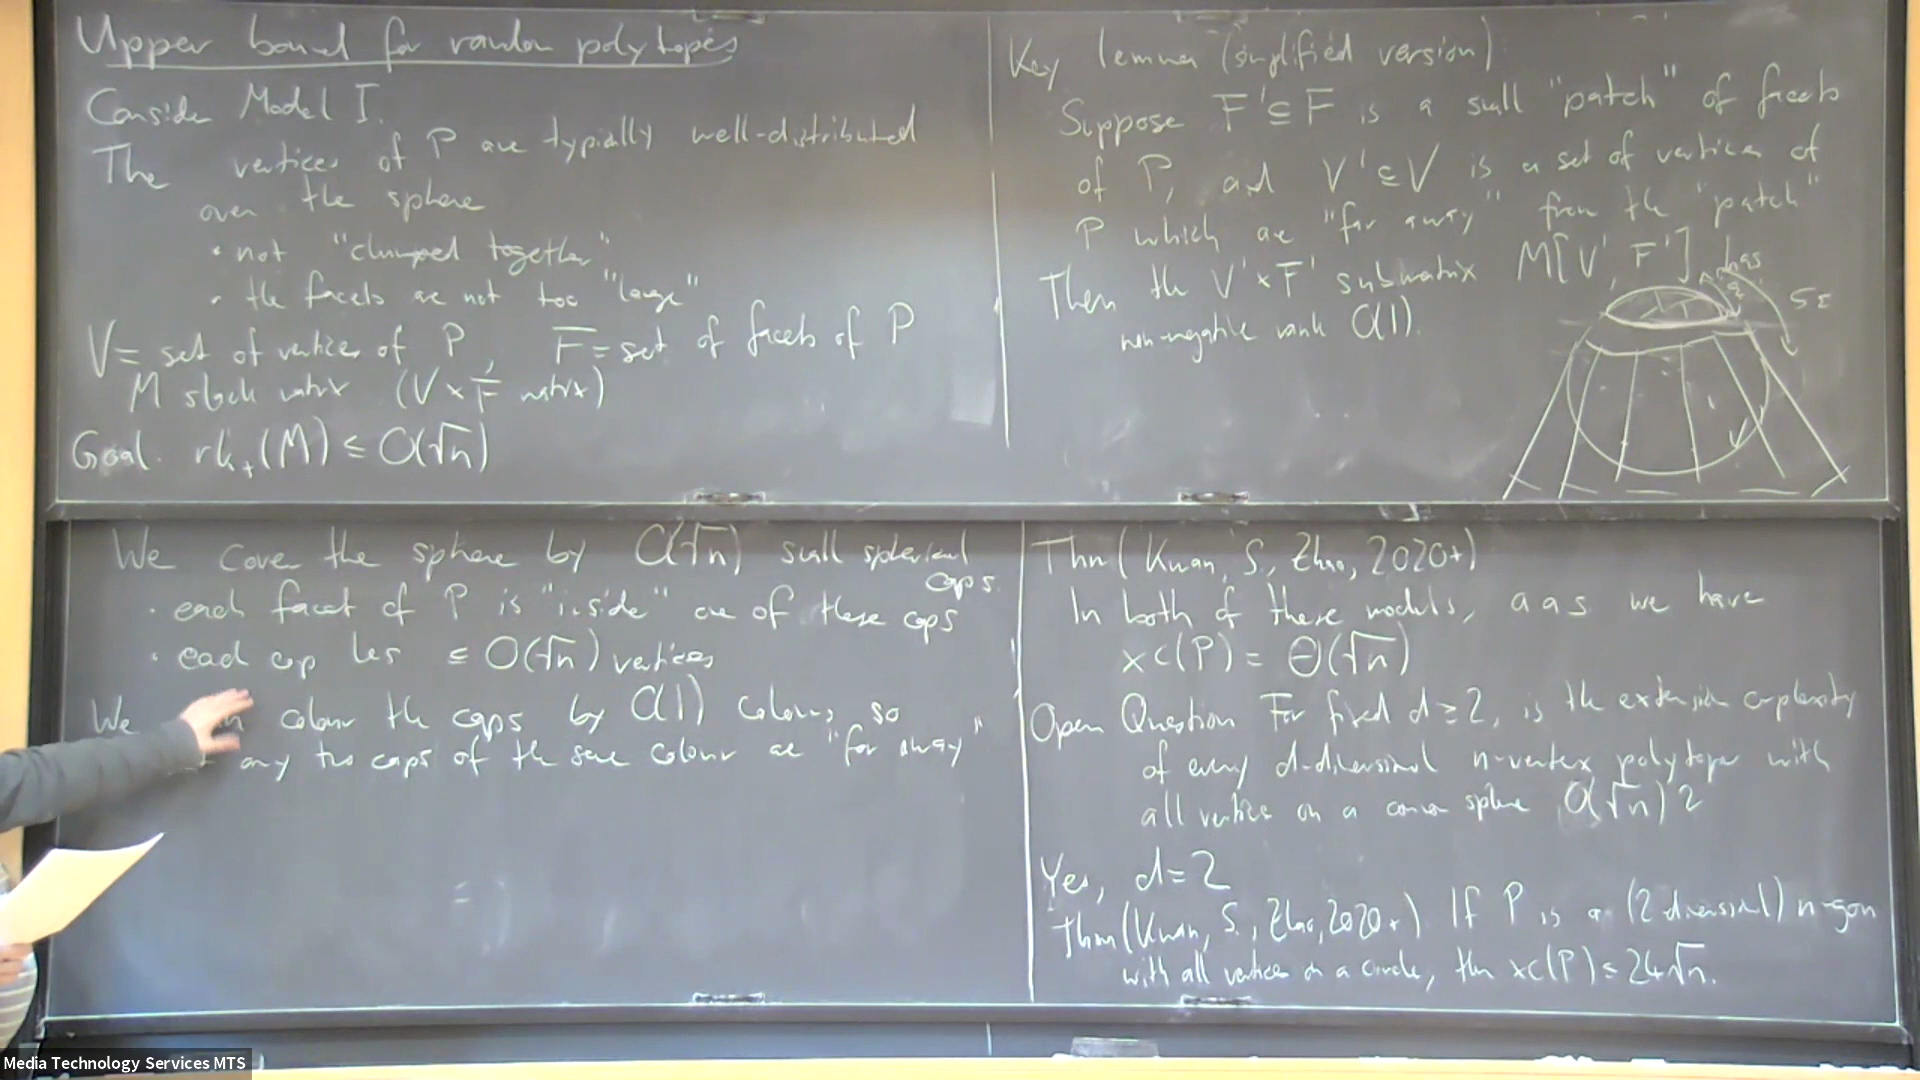 Upper bound for random polytopes
Consider Model I.
The vertices of P are typically well-distributed
over the sphere
• not "clumped together"
• the facets are not too "large"
V = set of vertices of P, F = set of facets of P
M slack matrix (V × F matrix)
Goal. rk₊(M) ≤ O(√n)
Key lemma (simplified version)
Suppose F' ⊆ F is a small "patch" of facets
of P, and V' ⊆ V is a set of vertices of
P which are "far away" from the "patch"
Then the V' × F' submatrix M[V', F'] has
non-negative rank O(1).
5ε
We cover the sphere by O(√n) small spherical
caps.
• each facet of P is "inside" one of these caps
• each cap has ≤ O(√n) vertices
We colour the caps by O(1) colours so
any two caps of the same colour are "far away"
Thm (Kwan, S., Zhao, 2020+)
In both of these models, aas we have
xc(P) = Θ(√n)
Open Question For fixed d ≥ 2, is the extension complexity
of every d-dimensional n-vertex polytope with
all vertices on a common sphere O(√n)?
Yes, d=2
Thm (Kwan, S., Zhao, 2020+) If P is a (2-dimensional) n-gon
with all vertices on a circle, then xc(P) ≤ 24√n.
Media Technology Services MTS